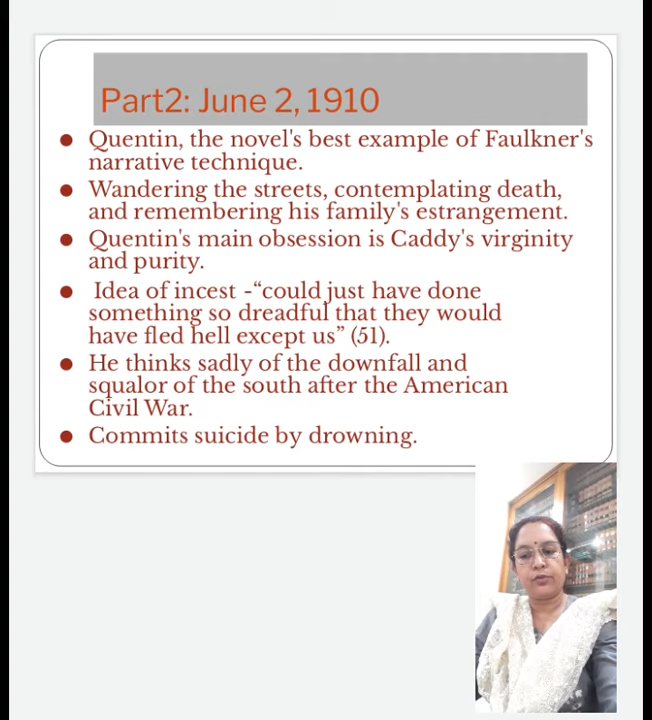 Part2: June 2, 1910
● Quentin, the novel's best example of Faulkner's
narrative technique.
● Wandering the streets, contemplating death,
and remembering his family's estrangement.
● Quentin's main obsession is Caddy's virginity
and purity.
● Idea of incest -“could just have done
something so dreadful that they would
have fled hell except us” (51).
● He thinks sadly of the downfall and
squalor of the south after the American
Civil War.
● Commits suicide by drowning.